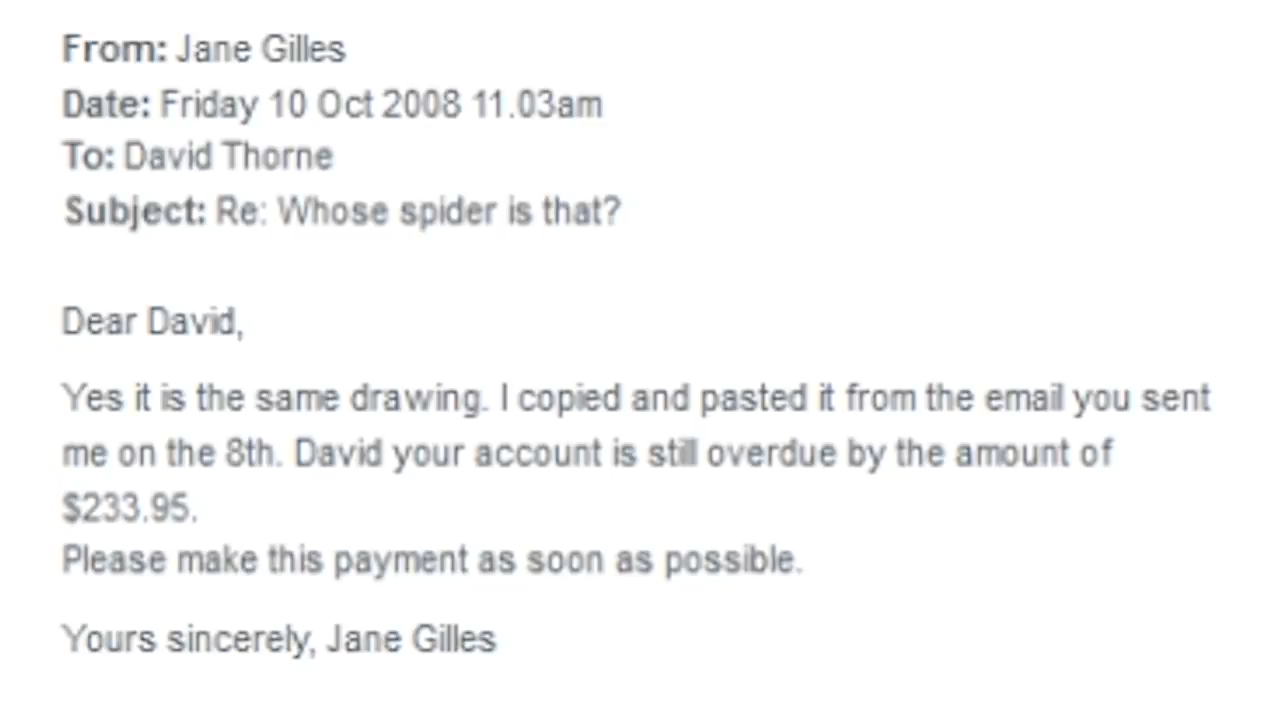 From: Jane Gilles
Date: Friday 10 Oct 2008 11.03am
To: David Thorne
Subject: Re: Whose spider is that?
Dear David,
Yes it is the same drawing. I copied and pasted it from the email you sent
me on the 8th. David your account is still overdue by the amount of
$233.95.
Please make this payment as soon as possible.
Yours sincerely, Jane Gilles